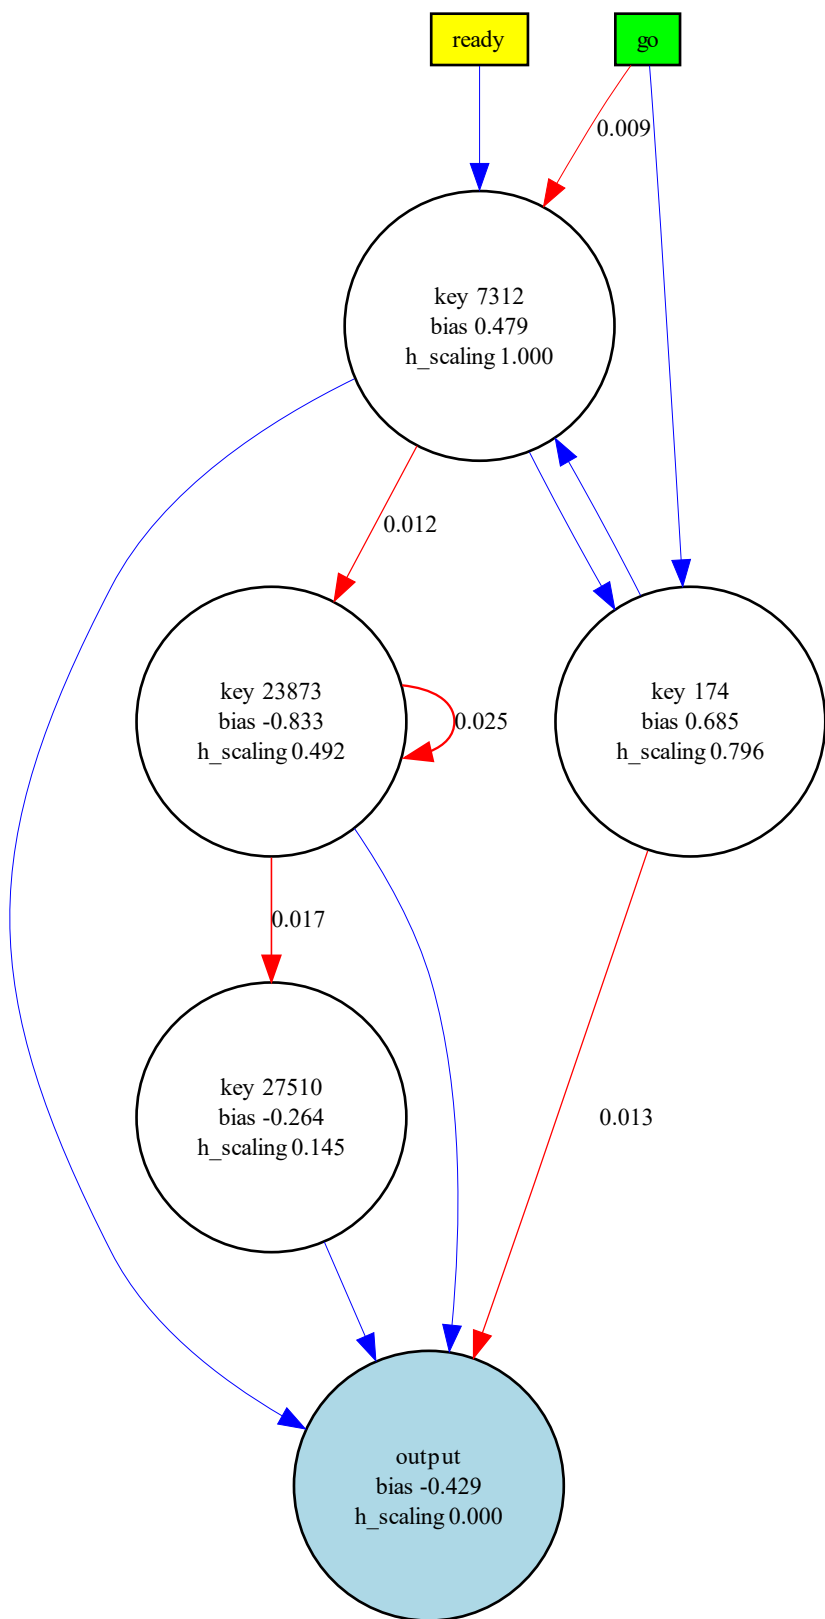 ready
go
0.009
key 7312
bias 0.479
h_scaling 1.000
0.012
key 23873
bias -0.833
h_scaling 0.492
0.025
key 174
bias 0.685
h_scaling 0.796
0.017
key 27510
bias -0.264
h_scaling 0.145
0.013
output
bias -0.429
h_scaling 0.000